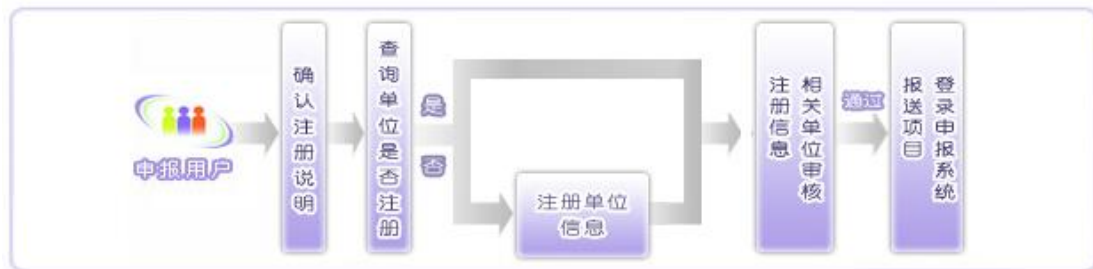 申报用户
确认注册说明
查询单位是否注册
是
否
注册单位
信息
相关单位审核
注册信息
通过
登录申报系统
报送项目